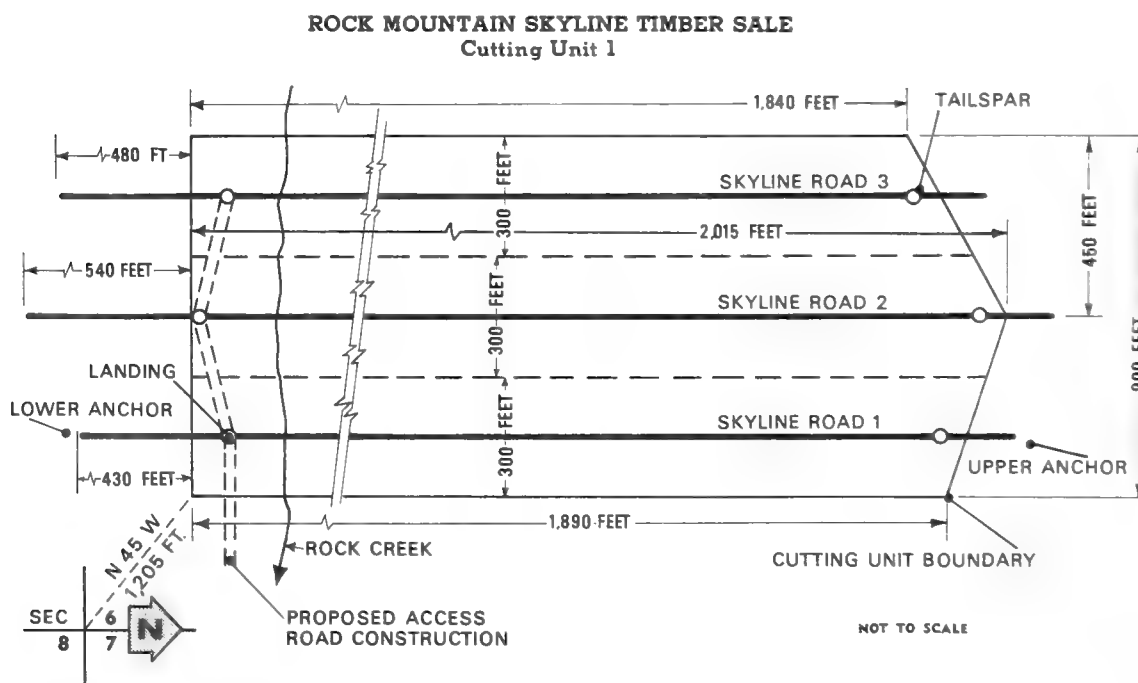 ROCK MOUNTAIN SKYLINE TIMBER SALE
Cutting Unit 1
1,840 FEET
TAILSPAR
480 FT
300 FEET
SKYLINE ROAD 3
2,015 FEET
450 FEET
540 FEET
300 FEET
SKYLINE ROAD 2
900 FEET
LANDING
LOWER ANCHOR
SKYLINE ROAD 1
300 FEET
UPPER ANCHOR
430 FEET
1,890 FEET
N 45 W
1,205 FT.
ROCK CREEK
CUTTING UNIT BOUNDARY
SEC 6
8 7
N
PROPOSED ACCESS
ROAD CONSTRUCTION
NOT TO SCALE